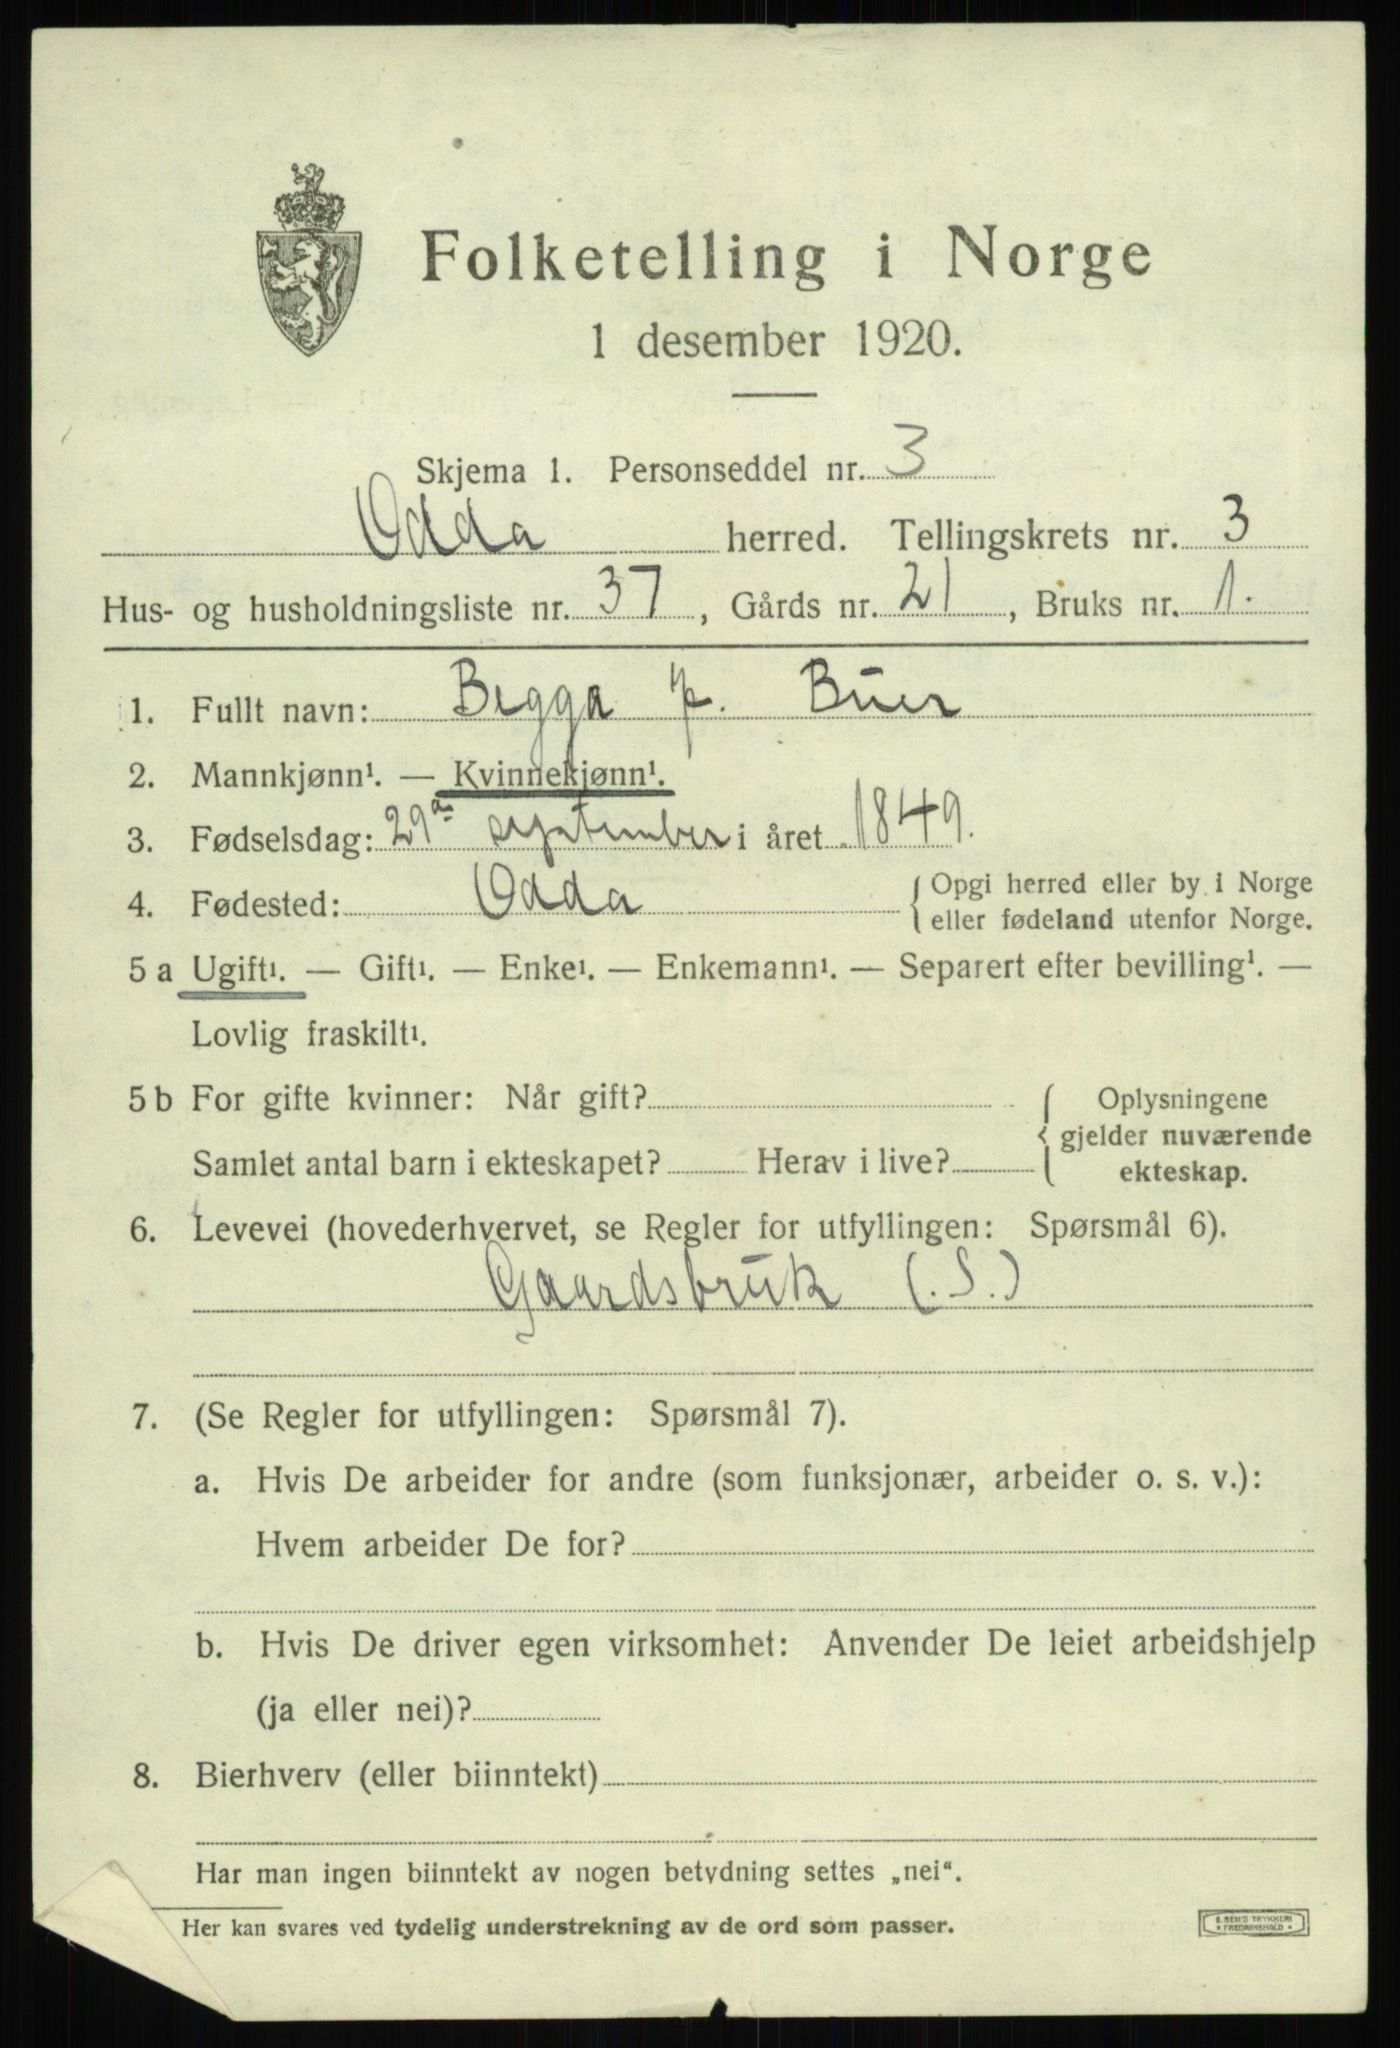 Folketelling i Norge
1 desember 1920.
Skjema 1. Personseddel nr. 3
Odda herred. Tellingskrets nr. 3
Hus- og husholdningsliste nr. 37, Gårds nr. 21, Bruks nr. 1.
1. Fullt navn: Begga Buer
2. Mannkjønn¹. — Kvinnekjønn¹.
3. Fødselsdag: 29de september i året 1849.
4. Fødested: Odda { Opgi herred eller by i Norge
eller fødeland utenfor Norge.
5 a Ugift¹. — Gift¹. — Enke¹. — Enkemann¹. — Separert efter bevilling¹. —
Lovlig fraskilt¹.
5 b For gifte kvinner: Når gift? { Oplysningene
gjelder nuværende
Samlet antal barn i ekteskapet? Herav i live? ekteskap.
6. Levevei (hovederhvervet, se Regler for utfyllingen: Spørsmål 6).
Gaardsbruk (S.)
7. (Se Regler for utfyllingen: Spørsmål 7).
a. Hvis De arbeider for andre (som funksjonær, arbeider o. s. v.):
Hvem arbeider De for?
b. Hvis De driver egen virksomhet: Anvender De leiet arbeidshjelp
(ja eller nei)?
8. Bierhverv (eller biinntekt)
Har man ingen biinntekt av nogen betydning settes „nei“.
Her kan svares ved tydelig understrekning av de ord som passer.
E. SEM'S TRYKKERI
• FREDRIKSHALD •